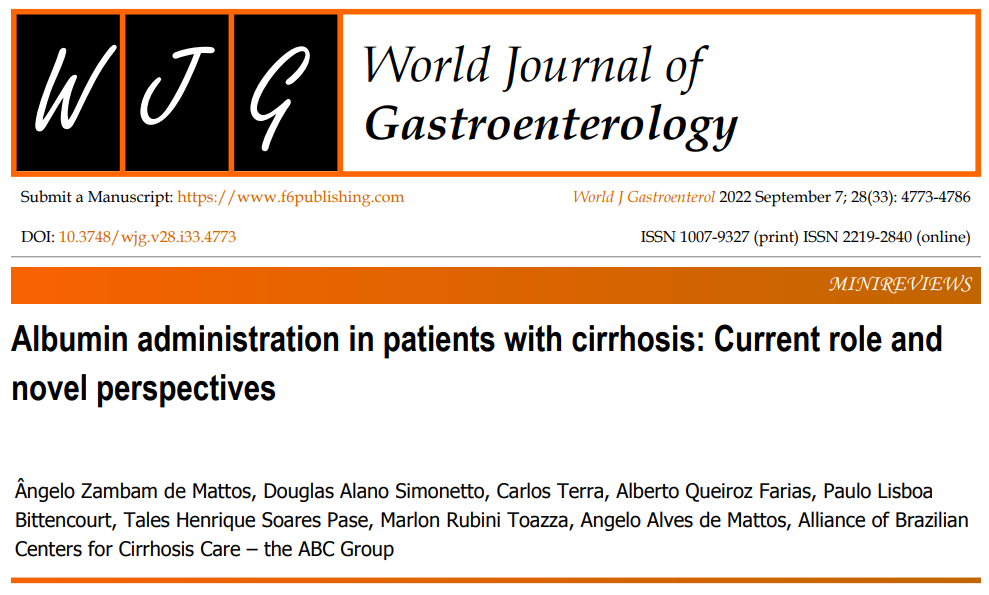 WJG
World Journal of
Gastroenterology
Submit a Manuscript: https://www.f6publishing.com
World J Gastroenterol 2022 September 7; 28(33): 4773-4786
DOI: 10.3748/wjg.v28.i33.4773
ISSN 1007-9327 (print) ISSN 2219-2840 (online)
MINIREVIEWS
Albumin administration in patients with cirrhosis: Current role and
novel perspectives
Ângelo Zambam de Mattos, Douglas Alano Simonetto, Carlos Terra, Alberto Queiroz Farias, Paulo Lisboa
Bittencourt, Tales Henrique Soares Pase, Marlon Rubini Toazza, Angelo Alves de Mattos, Alliance of Brazilian
Centers for Cirrhosis Care – the ABC Group